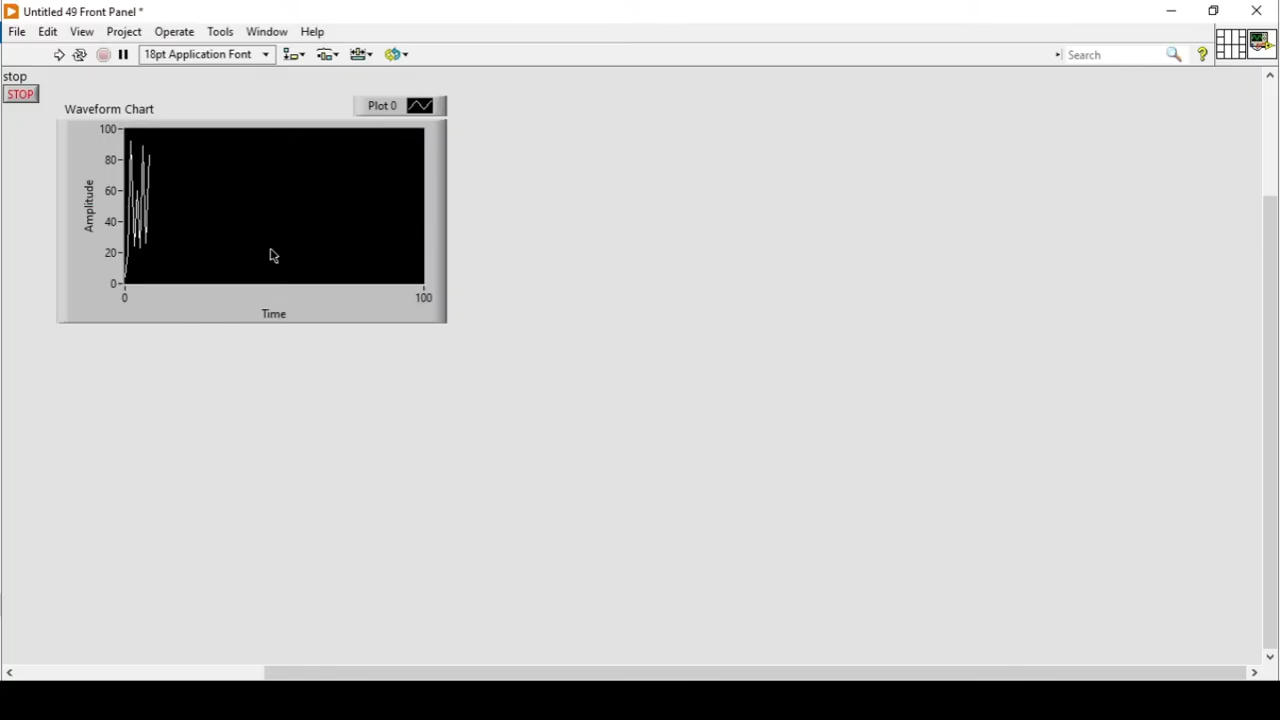 Untitled 49 Front Panel *
File Edit View Project Operate Tools Window Help
18pt Application Font
Search
stop
STOP
Waveform Chart
Plot 0
100
80
60
40
20
0
Amplitude
0 100
Time